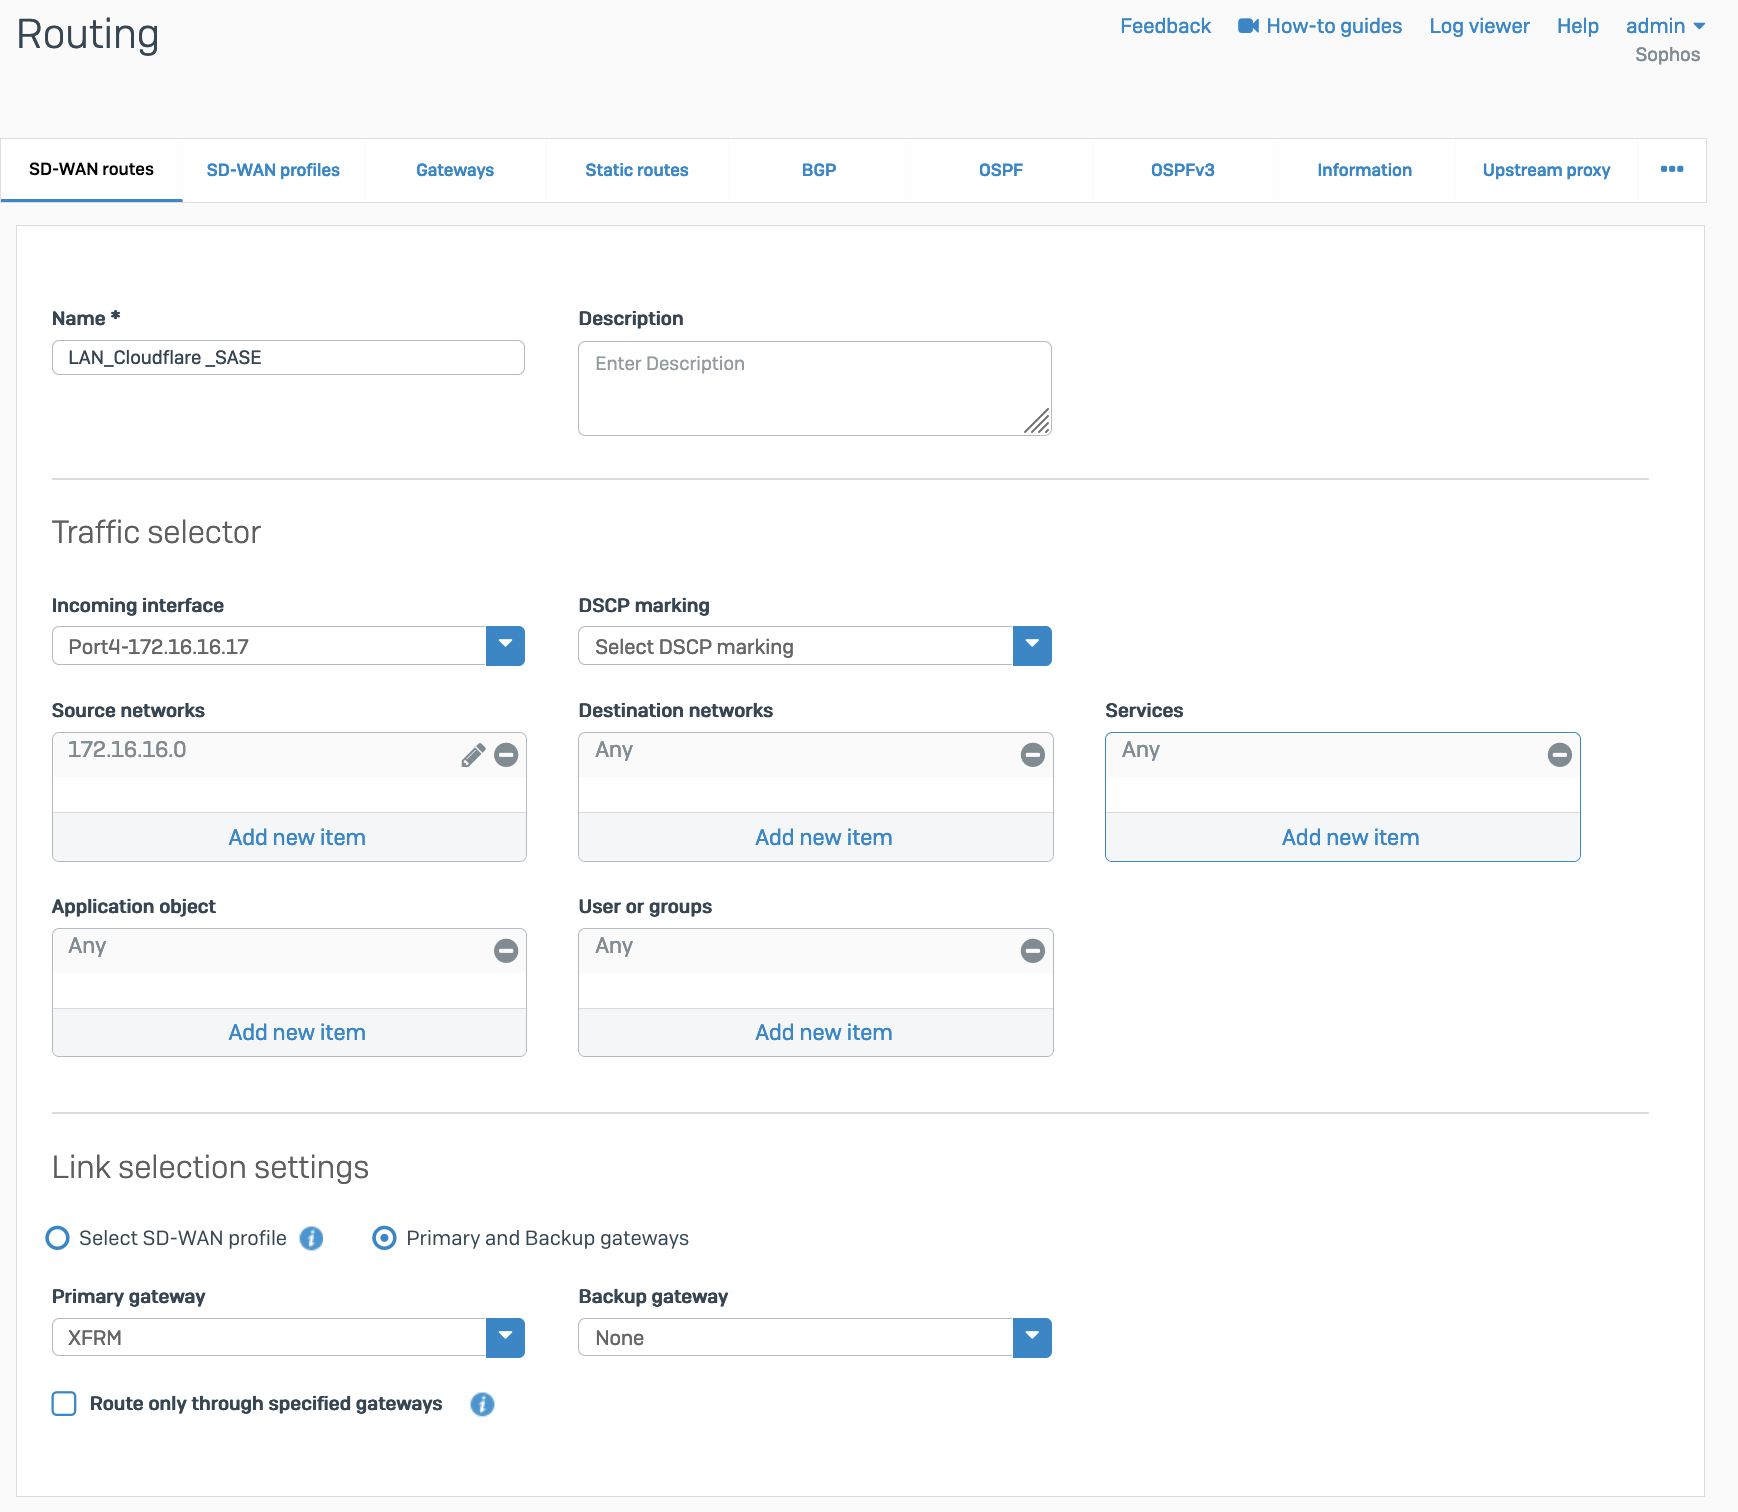 Routing
Feedback How-to guides Log viewer Help admin
Sophos
SD-WAN routes SD-WAN profiles Gateways Static routes BGP OSPF OSPFv3 Information Upstream proxy •••
Name * Description
LAN_Cloudflare _SASE Enter Description
Traffic selector
Incoming interface DSCP marking
Port4-172.16.16.17 Select DSCP marking
Source networks Destination networks Services
172.16.16.0 Any Any
Add new item Add new item Add new item
Application object User or groups
Any Any
Add new item Add new item
Link selection settings
Select SD-WAN profile i Primary and Backup gateways
Primary gateway Backup gateway
XFRM None
Route only through specified gateways i